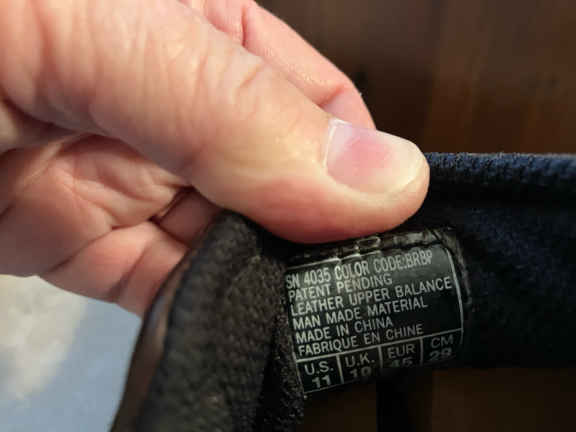 SN 4035 COLOR CODE:BRBP
PATENT PENDING
LEATHER UPPER BALANCE
MAN MADE MATERIAL
MADE IN CHINA
FABRIQUE EN CHINE
U.S. U.K. EUR CM
11 10 45 29